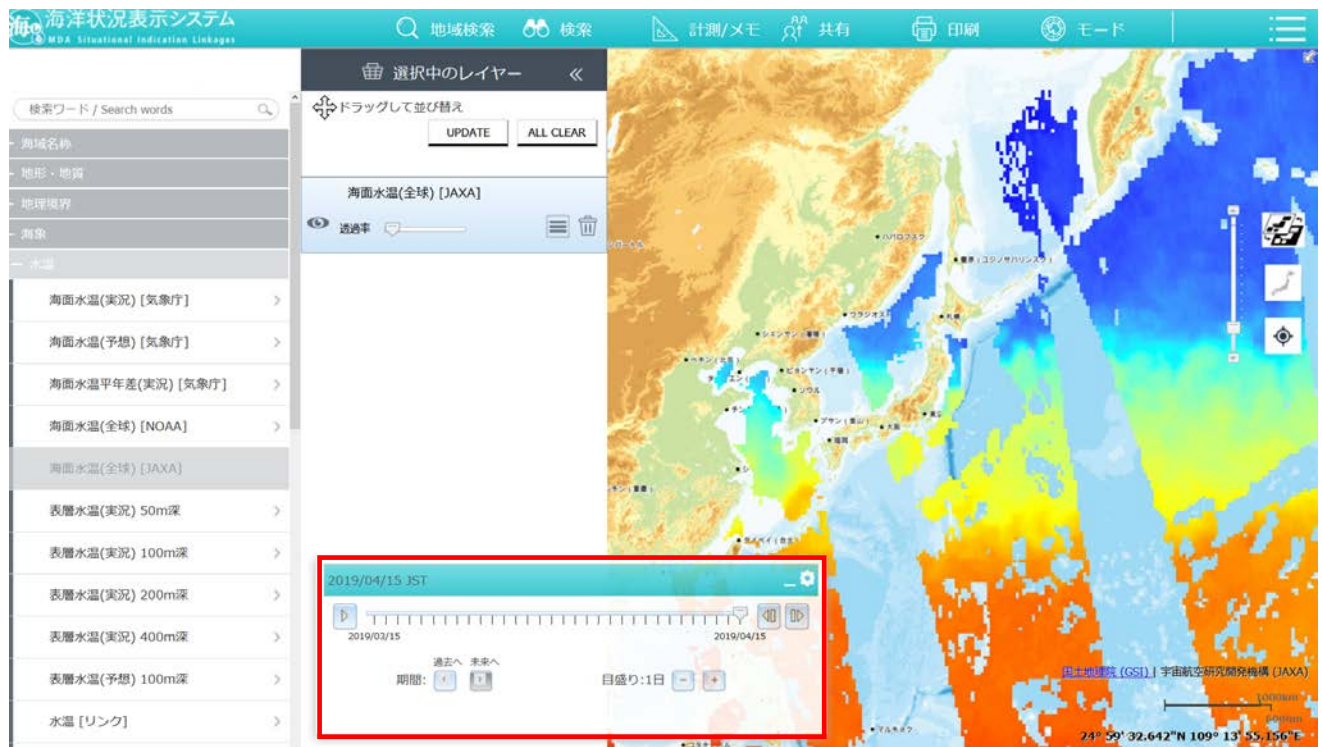 海洋状況表示システム
MDA Situational Indication Linkages
地域検索
検索
計測/メモ
共有
印刷
モード
検索ワード / Search words
海域名称
地形・地質
地理境界
海象
水温
海面水温(実況) [気象庁]
海面水温(予想) [気象庁]
海面水温平年差(実況) [気象庁]
海面水温(全球) [NOAA]
海面水温(全球) [JAXA]
表層水温(実況) 50m深
表層水温(実況) 100m深
表層水温(実況) 200m深
表層水温(実況) 400m深
表層水温(予想) 100m深
水温 [リンク]
選択中のレイヤー
ドラッグして並び替え
UPDATE
ALL CLEAR
海面水温(全球) [JAXA]
透過率
2019/04/15 JST
2019/03/15
2019/04/15
過去へ 未来へ
期間:
目盛り:1日
ハバロフスク
ウラジオス
札幌
シエンヤン(瀋陽)
ペキン(北京)
ピョンヤン(平壌)
ソウル
プサン(釜山)
大阪
福岡
国土地理院 (GSI) | 宇宙航空研究開発機構 (JAXA)
1000km
600nm
24° 59' 32.642"N 109° 13' 55.156"E